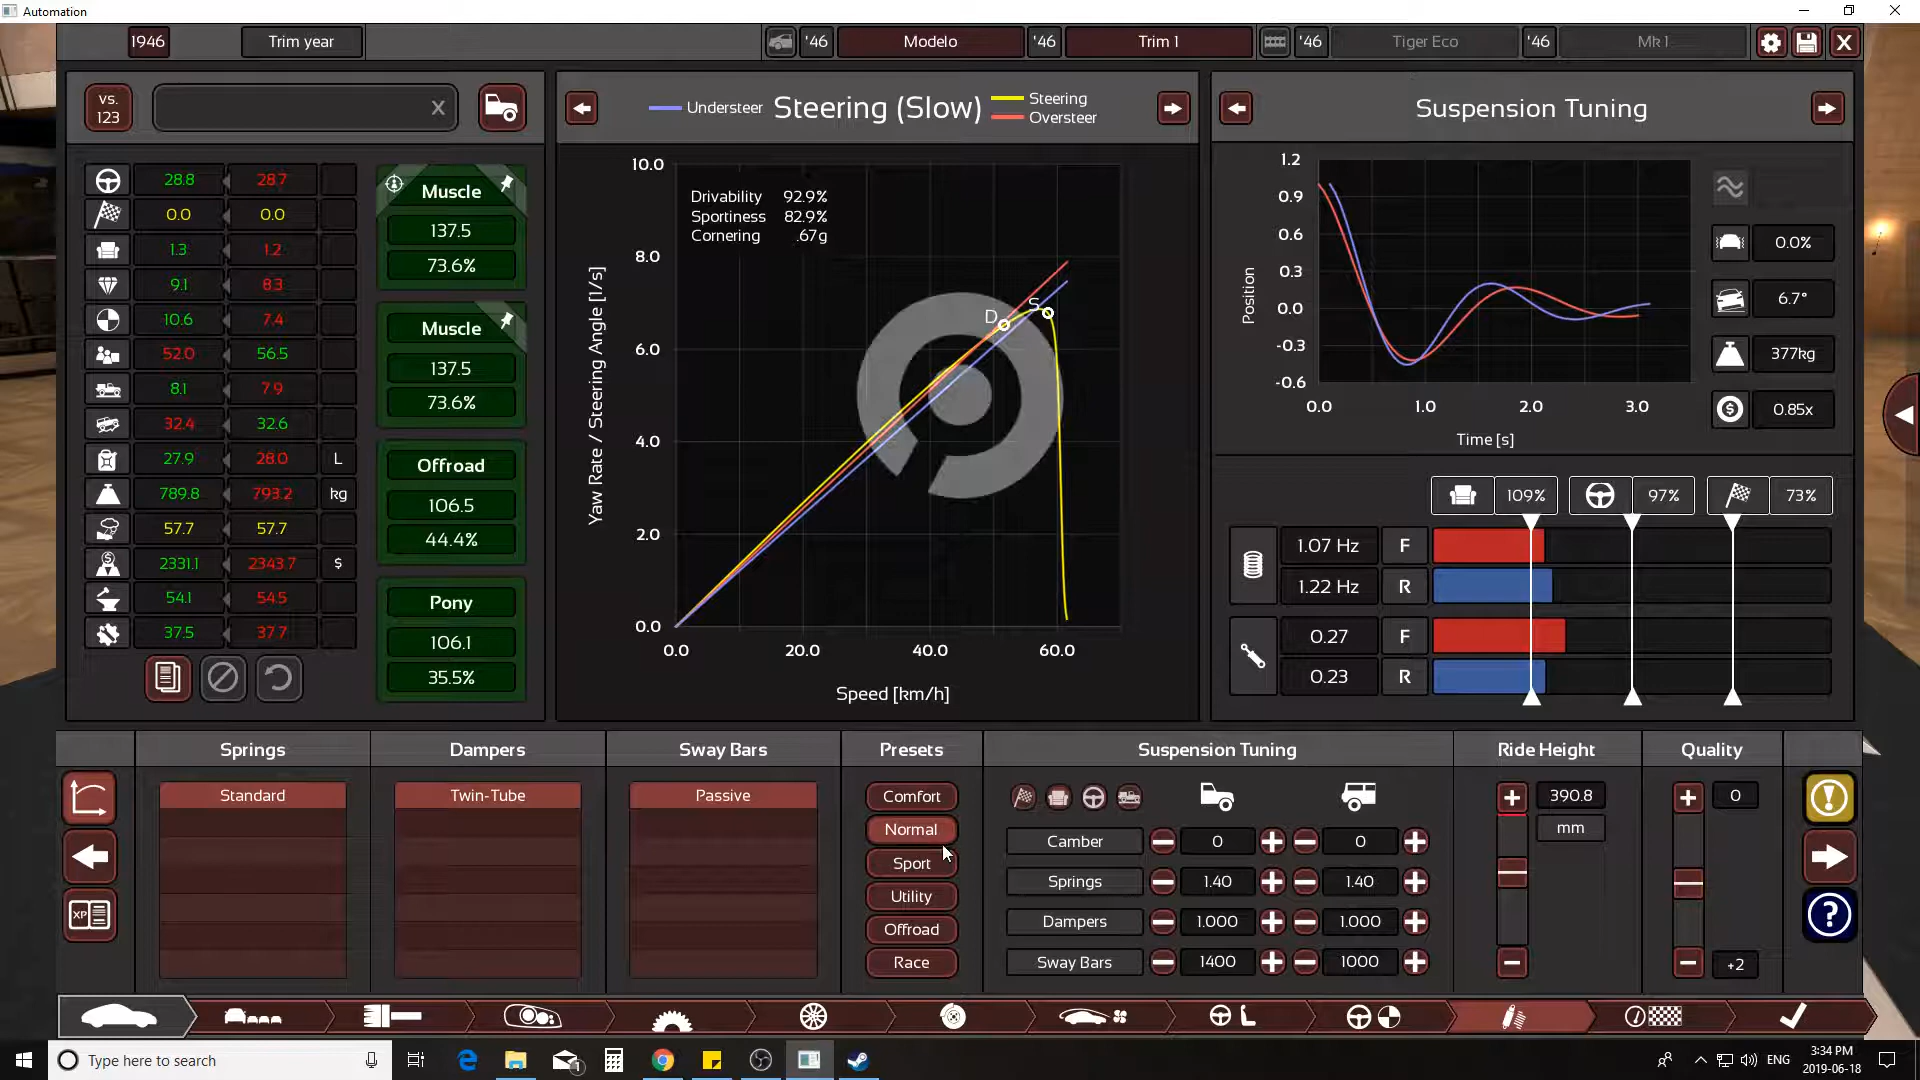 Automation
1946
Trim year
'46
Modelo
'46
Trim 1
'46
Tiger Eco
'46
Mk 1
X
vs.
123
X
28.8 28.7
0.0 0.0
1.3 1.2
9.1 8.3
10.6 7.4
52.0 56.5
8.1 7.9
32.4 32.6
27.9 28.0 L
789.8 793.2 kg
57.7 57.7
2331.1 2343.7 $
54.1 54.5
37.5 37.7
Muscle
137.5
73.6%
Muscle
137.5
73.6%
Offroad
106.5
44.4%
Pony
106.1
35.5%
Understeer
Steering (Slow)
Steering
Oversteer
Drivability 92.9%
Sportiness 82.9%
Cornering .67g
Yaw Rate / Steering Angle [1/s]
10.0
8.0
6.0
4.0
2.0
0.0
D
S
0.0 20.0 40.0 60.0
Speed [km/h]
Suspension Tuning
Position
1.2
0.9
0.6
0.3
0.0
-0.3
-0.6
0.0 1.0 2.0 3.0
Time [s]
0.0%
6.7°
377kg
0.85x
109% 97% 73%
1.07 Hz F
1.22 Hz R
0.27 F
0.23 R
Springs
Standard
Dampers
Twin-Tube
Sway Bars
Passive
Presets
Comfort
Normal
Sport
Utility
Offroad
Race
Suspension Tuning
Camber 0 0
Springs 1.40 1.40
Dampers 1.000 1.000
Sway Bars 1400 1000
Ride Height
390.8
mm
Quality
0
+2
XP
Type here to search
ENG
3:34 PM
2019-06-18